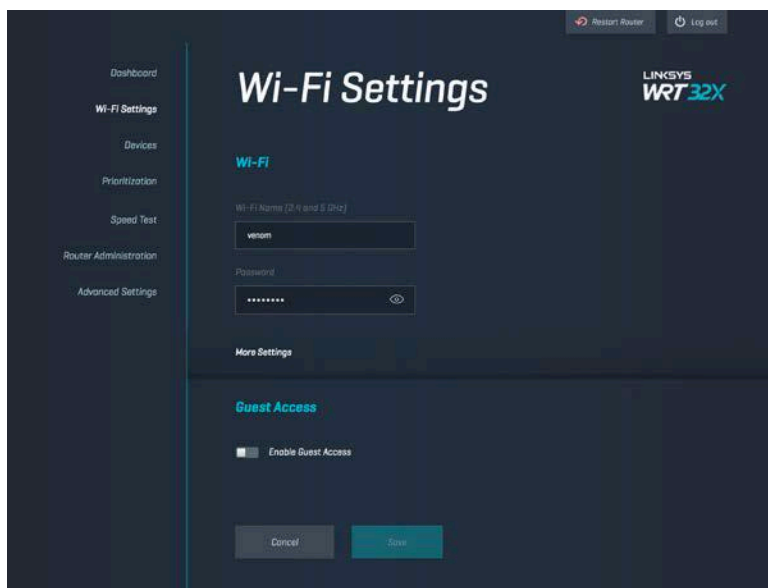 Restart Router
Log out
Dashboard
Wi-Fi Settings
Devices
Prioritization
Speed Test
Router Administration
Advanced Settings
Wi-Fi Settings
LINKSYS
WRT32X
Wi-Fi
Wi-Fi Name (2.4 and 5 GHz)
venom
Password
••••••••
More Settings
Guest Access
Enable Guest Access
Cancel
Save